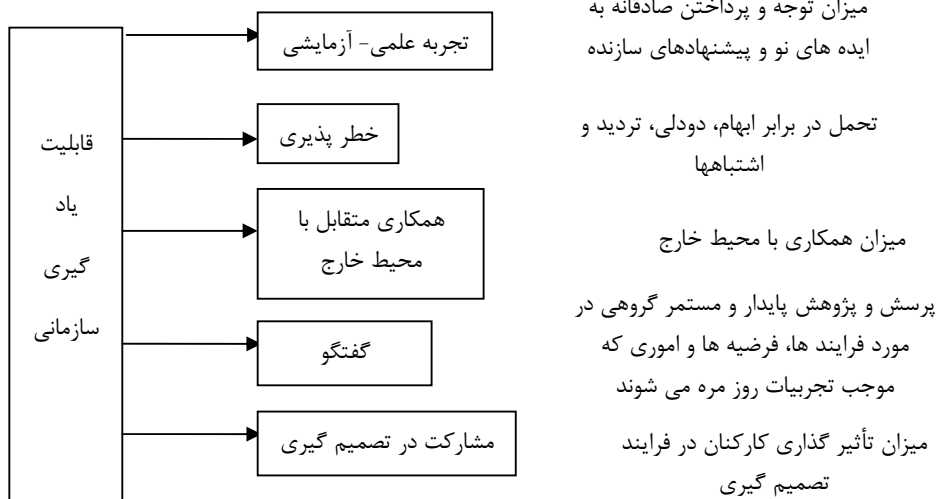 قابلیت
یاد
گیری
سازمانی
تجربه علمی- آزمایشی
میزان توجه و پرداختن صادقانه به
ایده های نو و پیشنهادهای سازنده
خطر پذیری
تحمل در برابر ابهام، دودلی، تردید و
اشتباهها
همکاری متقابل با
محیط خارج
میزان همکاری با محیط خارج
گفتگو
پرسش و پژوهش پایدار و مستمر گروهی در
مورد فرایند ها، فرضیه ها و اموری که
موجب تجربیات روز مره می شوند
مشارکت در تصمیم گیری
میزان تأثیر گذاری کارکنان در فرایند
تصمیم گیری